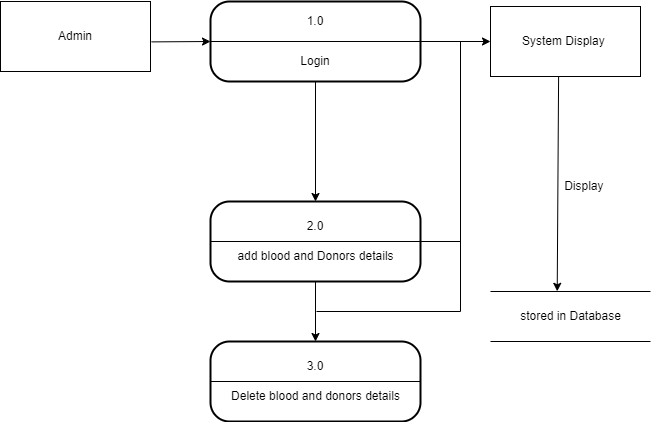 Admin
1.0
Login
System Display
Display
2.0
add blood and Donors details
stored in Database
3.0
Delete blood and donors details